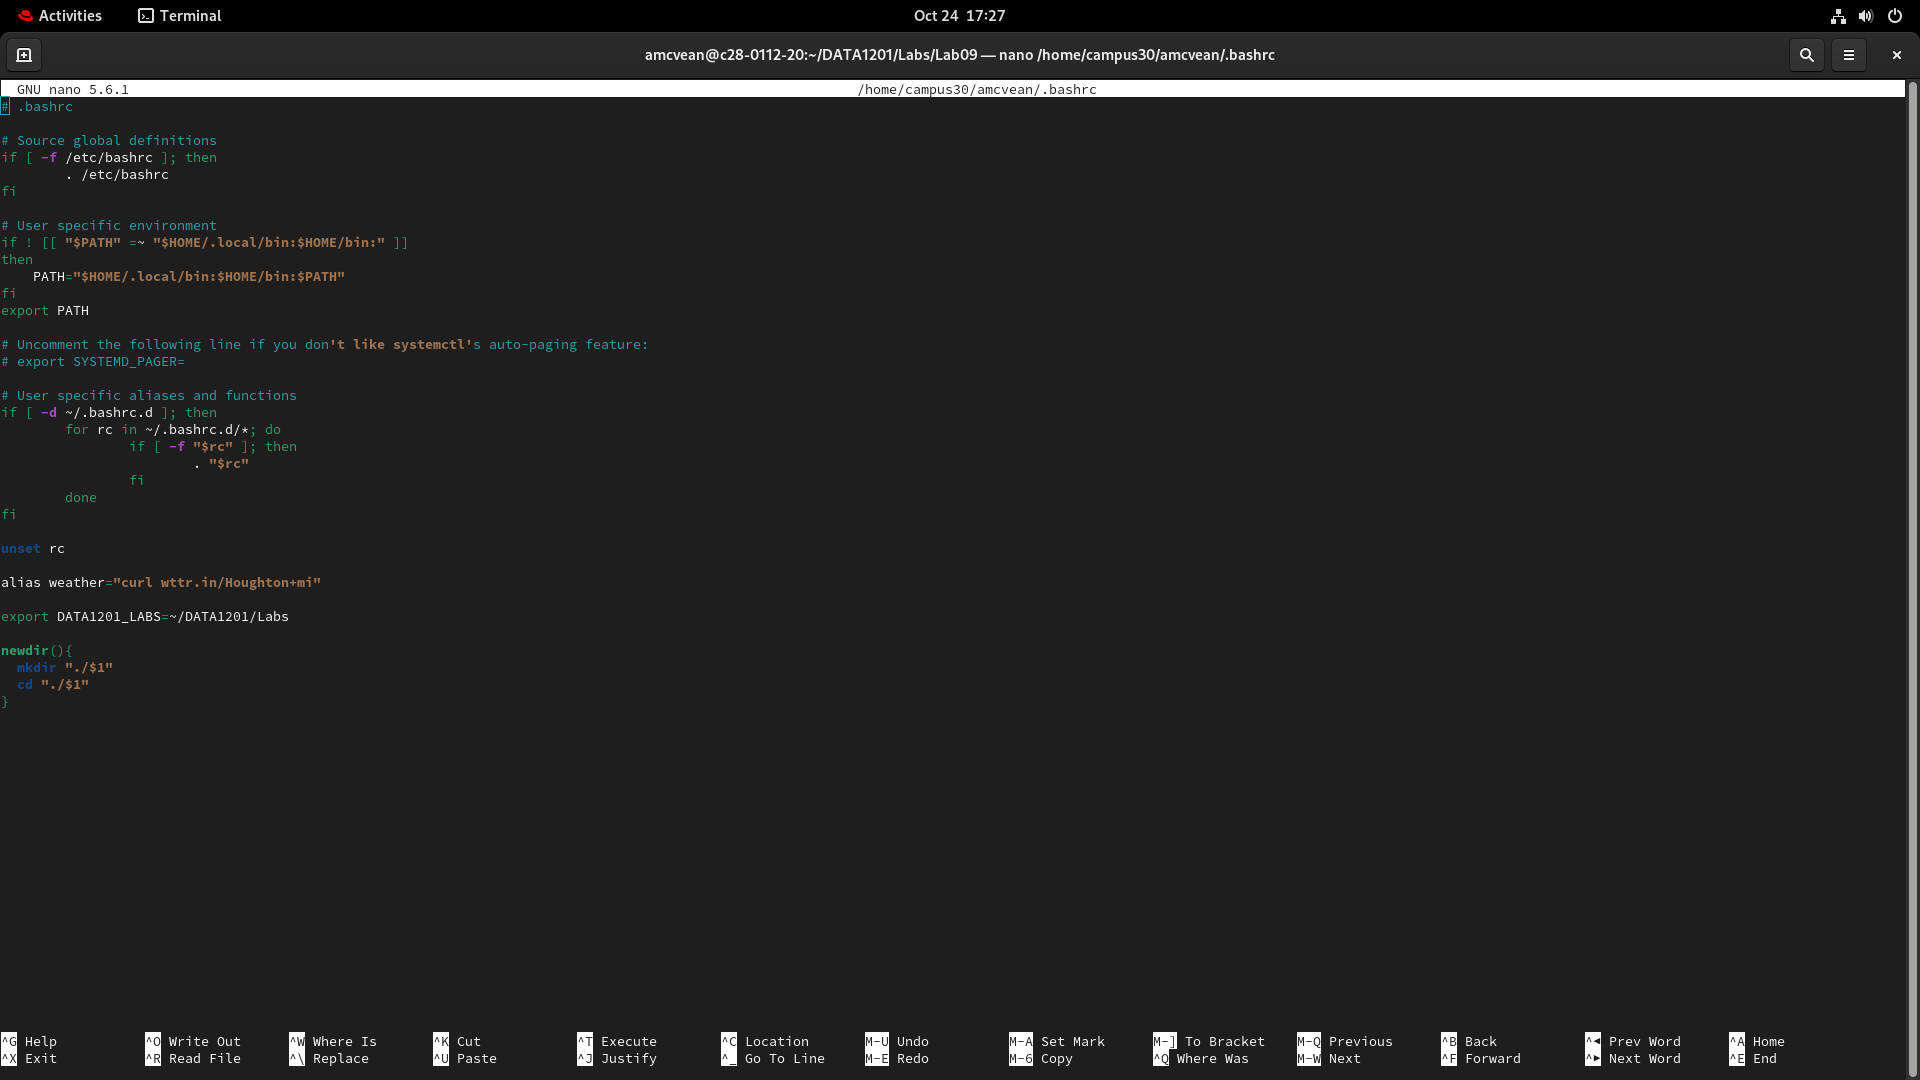 Activities Terminal Oct 24 17:27
amcvean@c28-0112-20:~/DATA1201/Labs/Lab09 — nano /home/campus30/amcvean/.bashrc
GNU nano 5.6.1 /home/campus30/amcvean/.bashrc
# .bashrc
# Source global definitions
if [ -f /etc/bashrc ]; then
        . /etc/bashrc
fi
# User specific environment
if ! [[ "$PATH" =~ "$HOME/.local/bin:$HOME/bin:" ]]
then
    PATH="$HOME/.local/bin:$HOME/bin:$PATH"
fi
export PATH
# Uncomment the following line if you don't like systemctl's auto-paging feature:
# export SYSTEMD_PAGER=
# User specific aliases and functions
if [ -d ~/.bashrc.d ]; then
        for rc in ~/.bashrc.d/*; do
                if [ -f "$rc" ]; then
                        . "$rc"
                fi
        done
fi
unset rc
alias weather="curl wttr.in/Houghton+mi"
export DATA1201_LABS=~/DATA1201/Labs
newdir(){
  mkdir "./$1"
  cd "./$1"
}
^G Help ^O Write Out ^W Where Is ^K Cut ^T Execute ^C Location M-U Undo M-A Set Mark M-] To Bracket M-Q Previous ^B Back ^◂ Prev Word ^A Home
^X Exit ^R Read File ^\ Replace ^U Paste ^J Justify ^_ Go To Line M-E Redo M-6 Copy ^Q Where Was M-W Next ^F Forward ^▸ Next Word ^E End